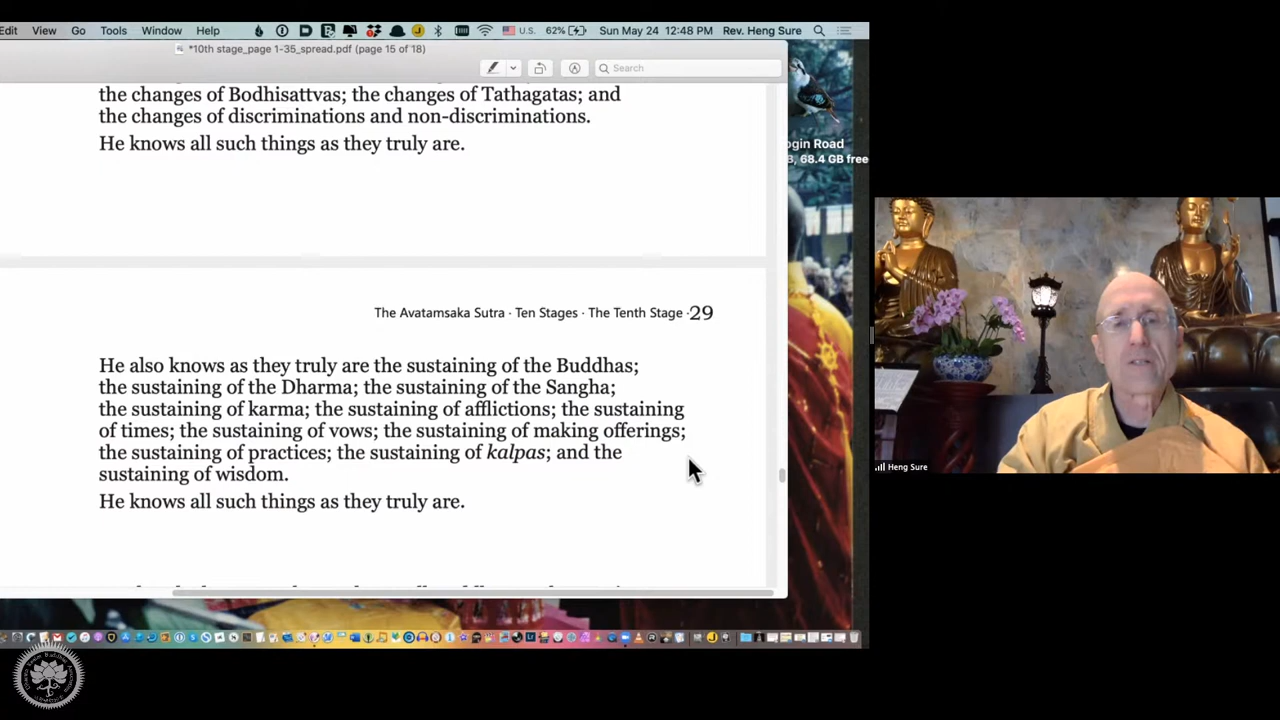 Edit View Go Tools Window Help
U.S. 62% Sun May 24 12:48 PM Rev. Heng Sure
*10th stage_page 1-35_spread.pdf (page 15 of 18)
Search
the changes of Bodhisattvas; the changes of Tathagatas; and
the changes of discriminations and non-discriminations.
He knows all such things as they truly are.
ogin Road
B, 68.4 GB free
The Avatamsaka Sutra · Ten Stages · The Tenth Stage ·29
He also knows as they truly are the sustaining of the Buddhas;
the sustaining of the Dharma; the sustaining of the Sangha;
the sustaining of karma; the sustaining of afflictions; the sustaining
of times; the sustaining of vows; the sustaining of making offerings;
the sustaining of practices; the sustaining of kalpas; and the
sustaining of wisdom.
He knows all such things as they truly are.
Heng Sure